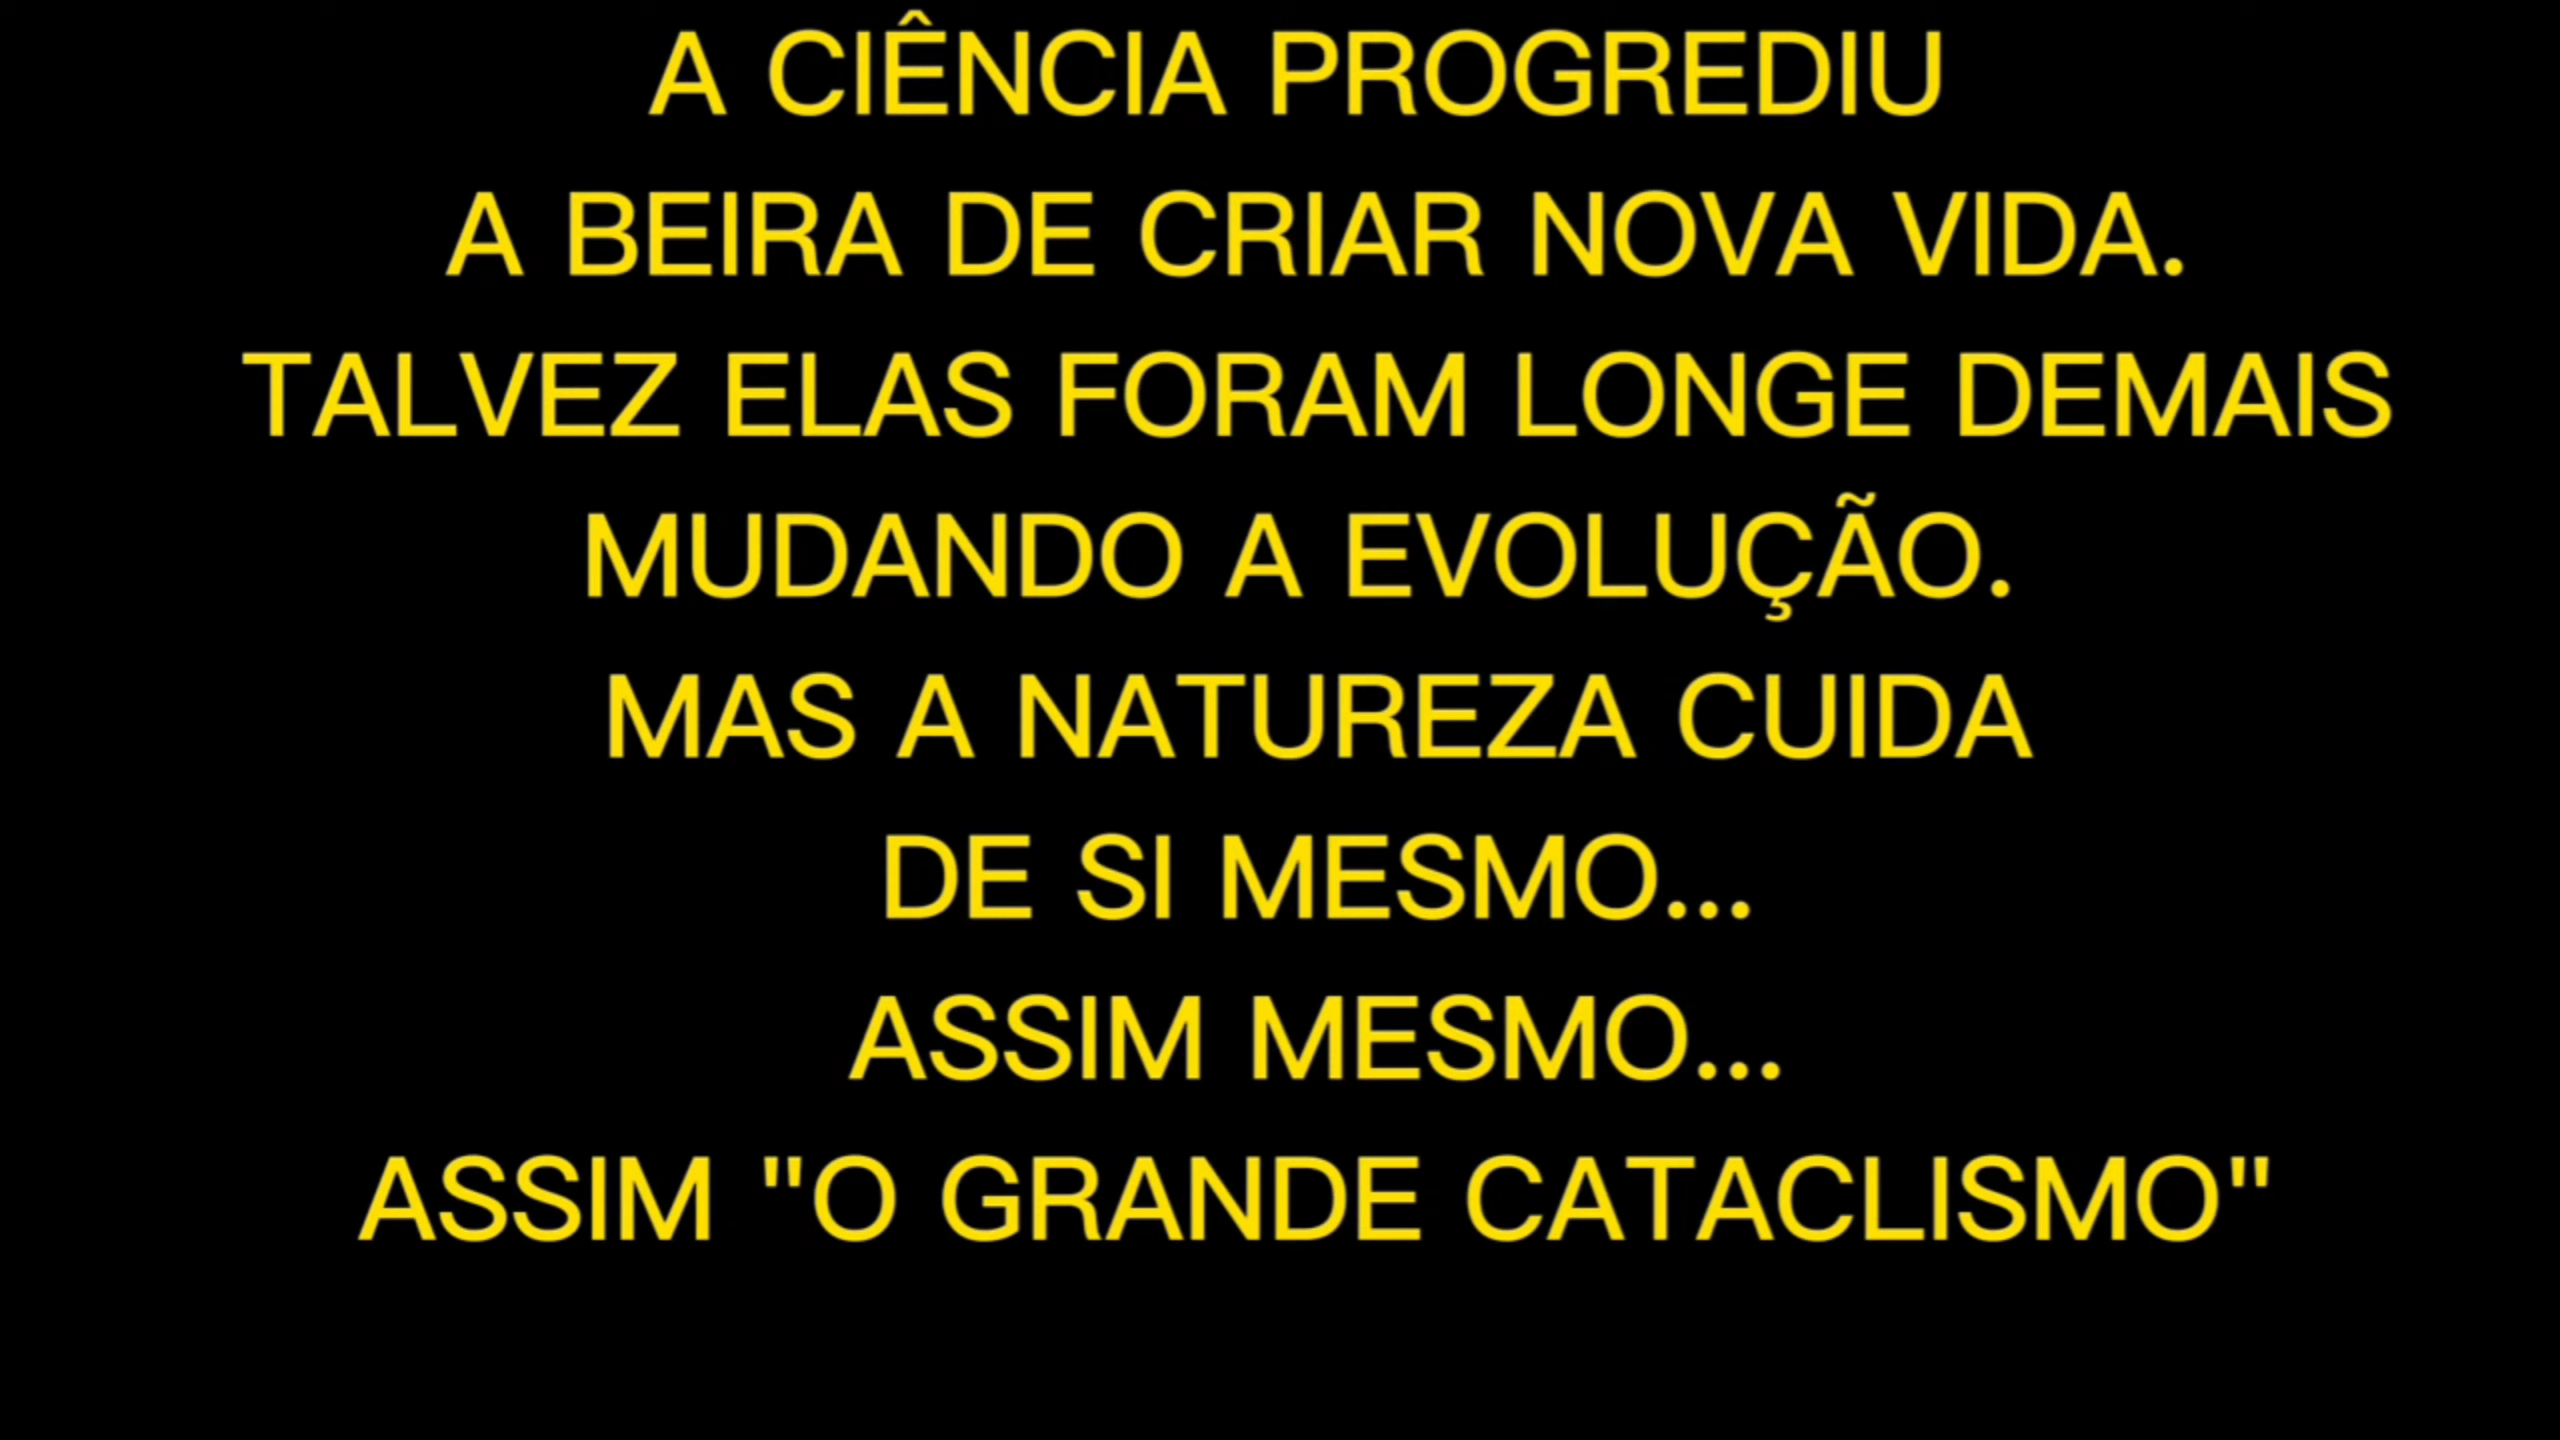 A CIÊNCIA PROGREDIU
A BEIRA DE CRIAR NOVA VIDA.
TALVEZ ELAS FORAM LONGE DEMAIS
MUDANDO A EVOLUÇÃO.
MAS A NATUREZA CUIDA
DE SI MESMO...
ASSIM MESMO...
ASSIM "O GRANDE CATACLISMO"